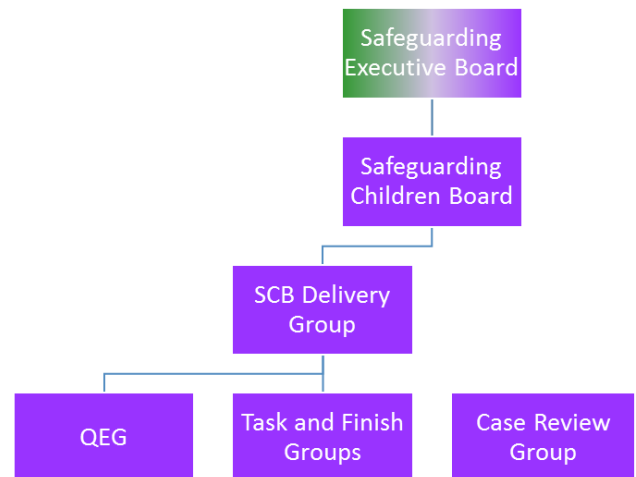 Safeguarding
Executive Board
Safeguarding
Children Board
SCB Delivery
Group
QEG
Task and Finish
Groups
Case Review
Group